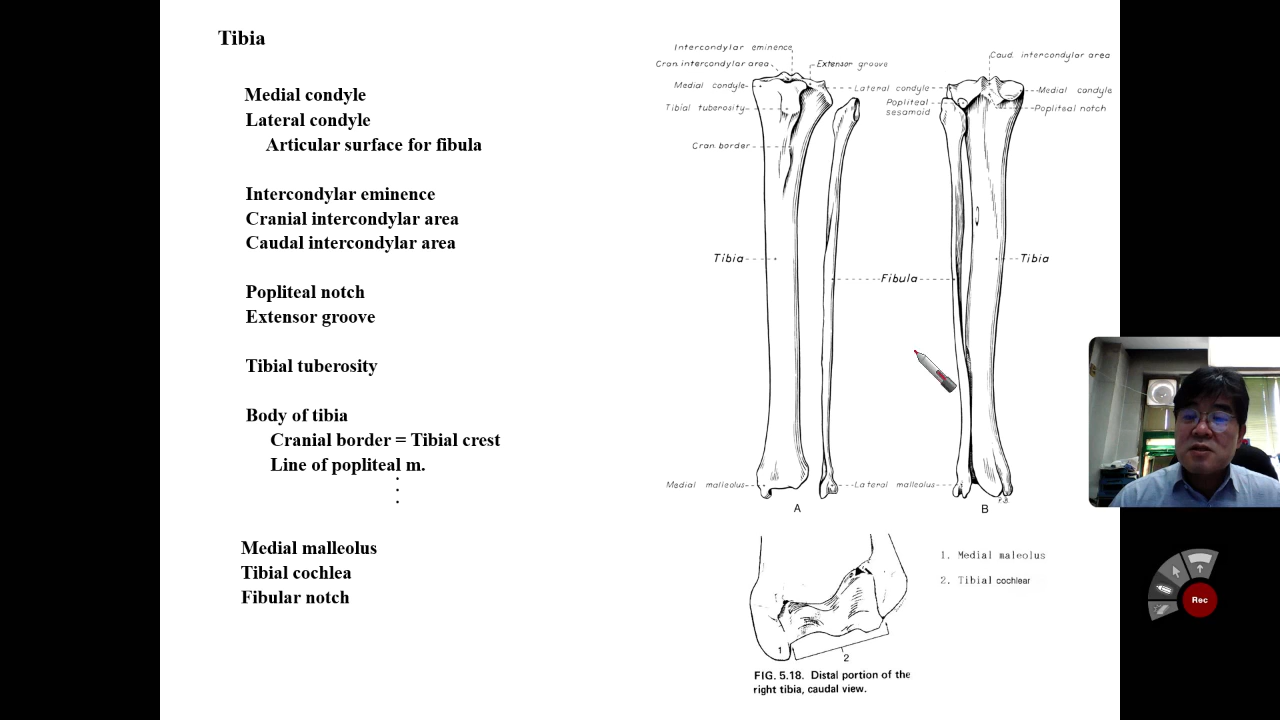 Tibia
Medial condyle
Lateral condyle
Articular surface for fibula
Intercondylar eminence
Cranial intercondylar area
Caudal intercondylar area
Popliteal notch
Extensor groove
Tibial tuberosity
Body of tibia
Cranial border = Tibial crest
Line of popliteal m.
Medial malleolus
Tibial cochlea
Fibular notch
Intercondylar eminence
Cran. intercondylar area
Extensor groove
Medial condyle
Lateral condyle
Tibial tuberosity
Popliteal
sesamoid
Cran. border
Caud. intercondylar area
Medial condyle
Popliteal notch
Tibia
Fibula
Tibia
Medial malleolus
Lateral malleolus
A
B
1. Medial maleolus
2. Tibial cochlear
1
2
FIG. 5.18. Distal portion of the
right tibia, caudal view.
Rec